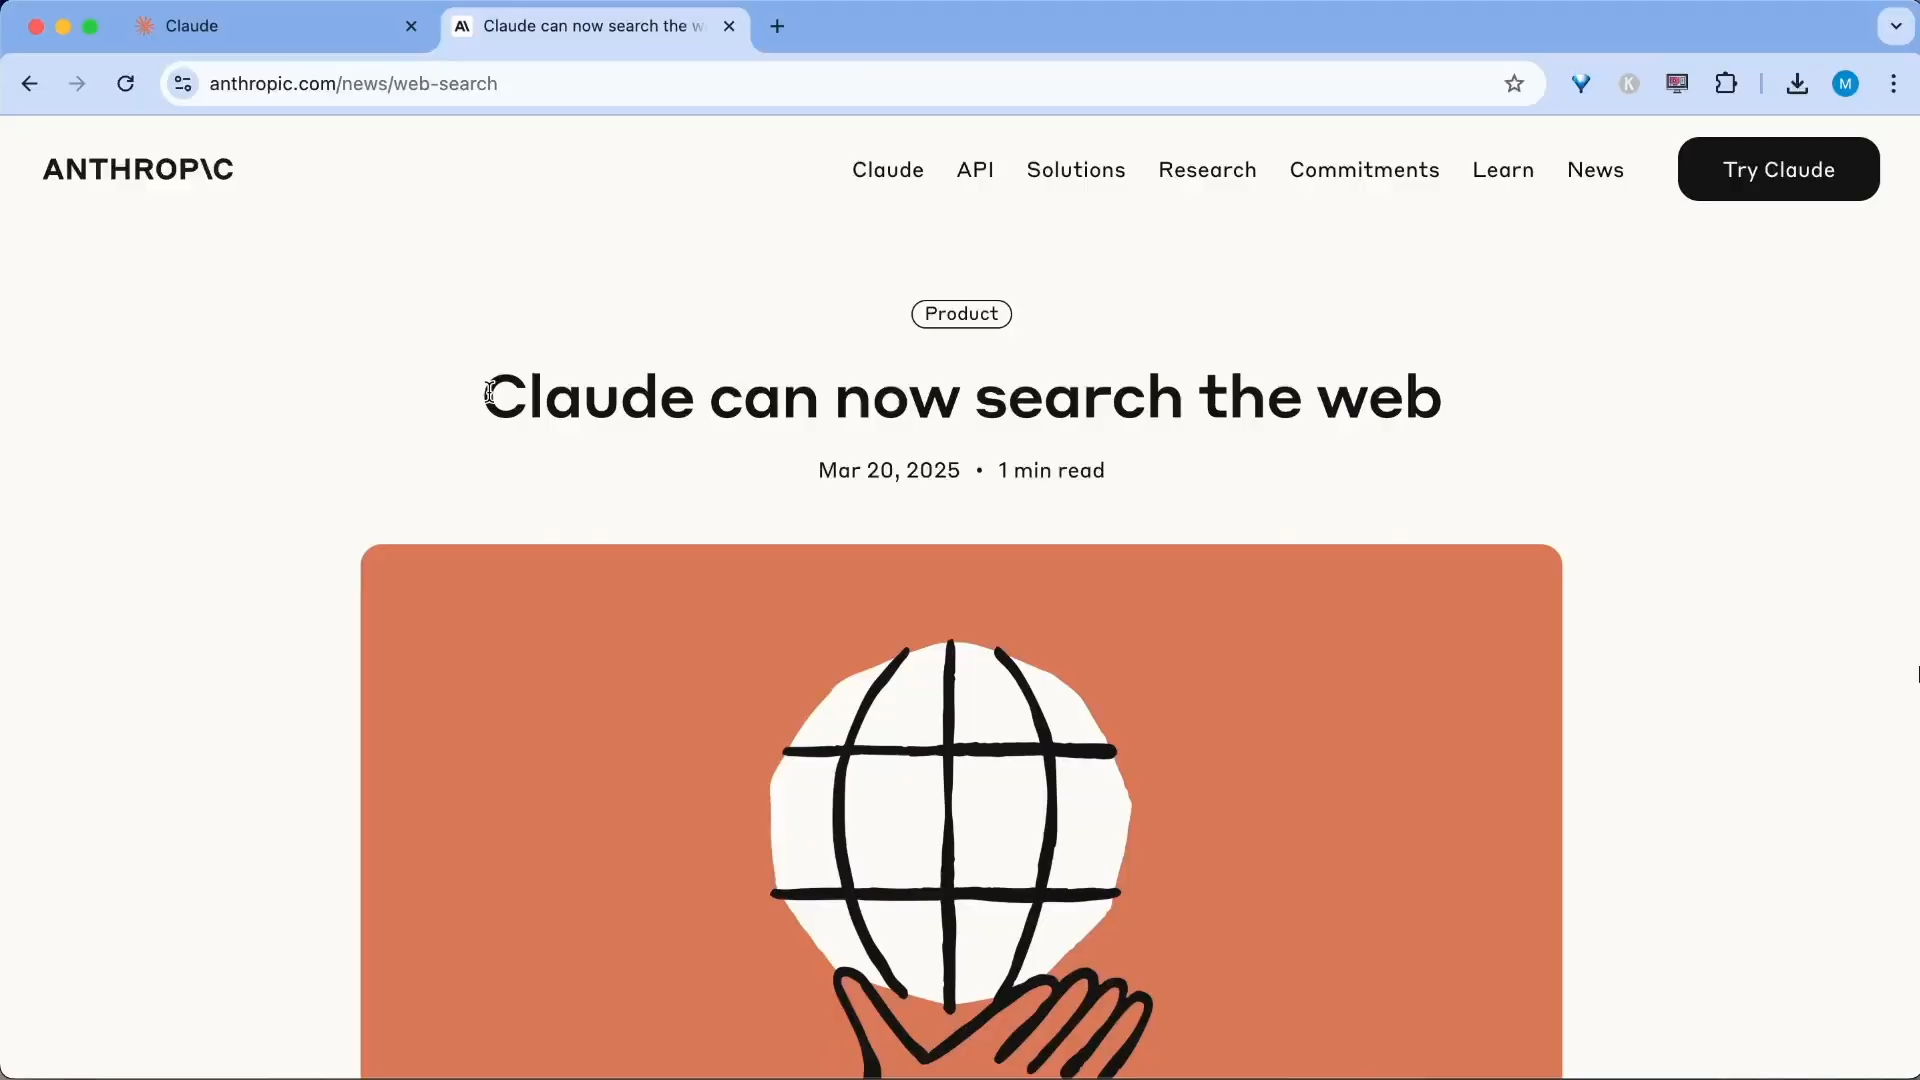 Claude
Claude can now search the w
anthropic.com/news/web-search
K
M
ANTHROP\C
Claude
API
Solutions
Research
Commitments
Learn
News
Try Claude
Product
Claude can now search the web
Mar 20, 2025 • 1 min read